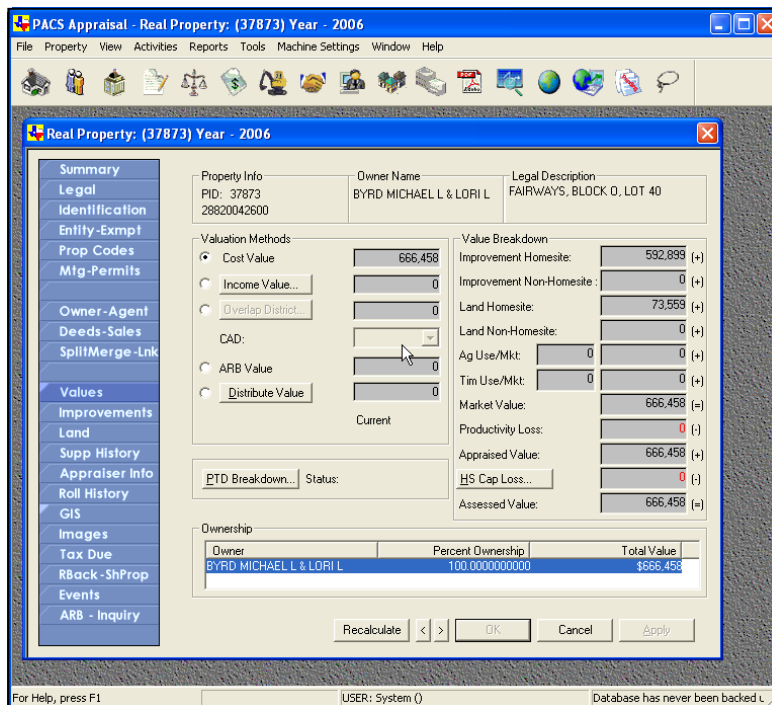 PACS Appraisal - Real Property: (37873) Year - 2006
File Property View Activities Reports Tools Machine Settings Window Help
Real Property: (37873) Year - 2006
Summary
Legal
Identification
Entity-Exmpt
Prop Codes
Mtg-Permits
Owner-Agent
Deeds-Sales
SplitMerge-Lnk
Values
Improvements
Land
Supp History
Appraiser Info
Roll History
GIS
Images
Tax Due
RBack-ShProp
Events
ARB - Inquiry
Property Info
PID: 37873
28820042600
Owner Name
BYRD MICHAEL L & LORI L
Legal Description
FAIRWAYS, BLOCK O, LOT 40
Valuation Methods
Cost Value 666,458
Income Value... 0
Overlap District... 0
CAD:
ARB Value 0
Distribute Value 0
Current
PTD Breakdown... Status:
Value Breakdown
Improvement Homesite: 592,899 (+)
Improvement Non-Homesite : 0 (+)
Land Homesite: 73,559 (+)
Land Non-Homesite: 0 (+)
Ag Use/Mkt: 0 0 (+)
Tim Use/Mkt: 0 0 (+)
Market Value: 666,458 (=)
Productivity Loss: 0 (-)
Appraised Value: 666,458 (+)
HS Cap Loss... 0 (-)
Assessed Value: 666,458 (=)
Ownership
Owner Percent Ownership Total Value
BYRD MICHAEL L & LORI L 100.0000000000 $666,458
Recalculate < > OK Cancel Apply
For Help, press F1 USER: System () Database has never been backed u